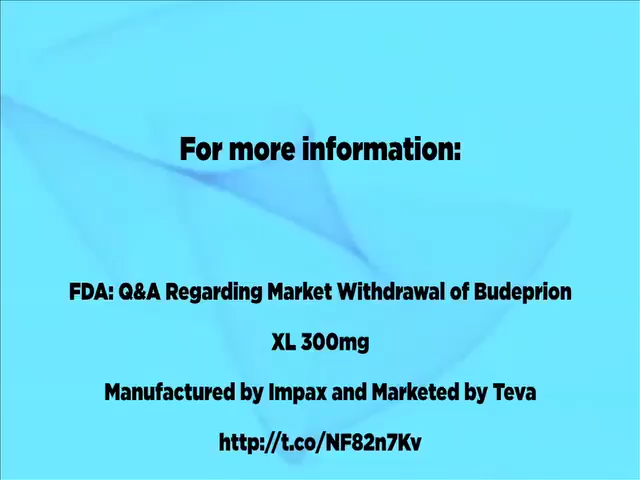 For more information:
FDA: Q&A Regarding Market Withdrawal of Budeprion
XL 300mg
Manufactured by Impax and Marketed by Teva
http://t.co/NF82n7Kv